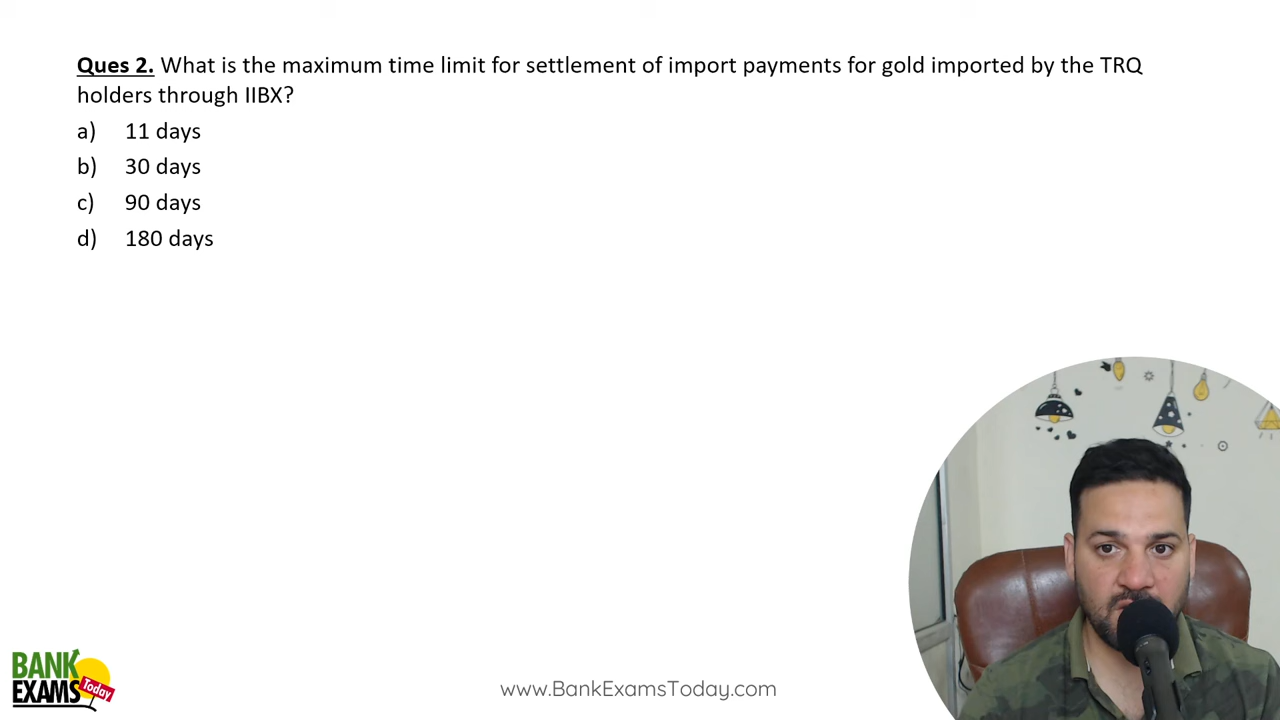 Ques 2. What is the maximum time limit for settlement of import payments for gold imported by the TRQ
holders through IIBX?
a) 11 days
b) 30 days
c) 90 days
d) 180 days
BANK
EXAMS
Today
www.BankExamsToday.com